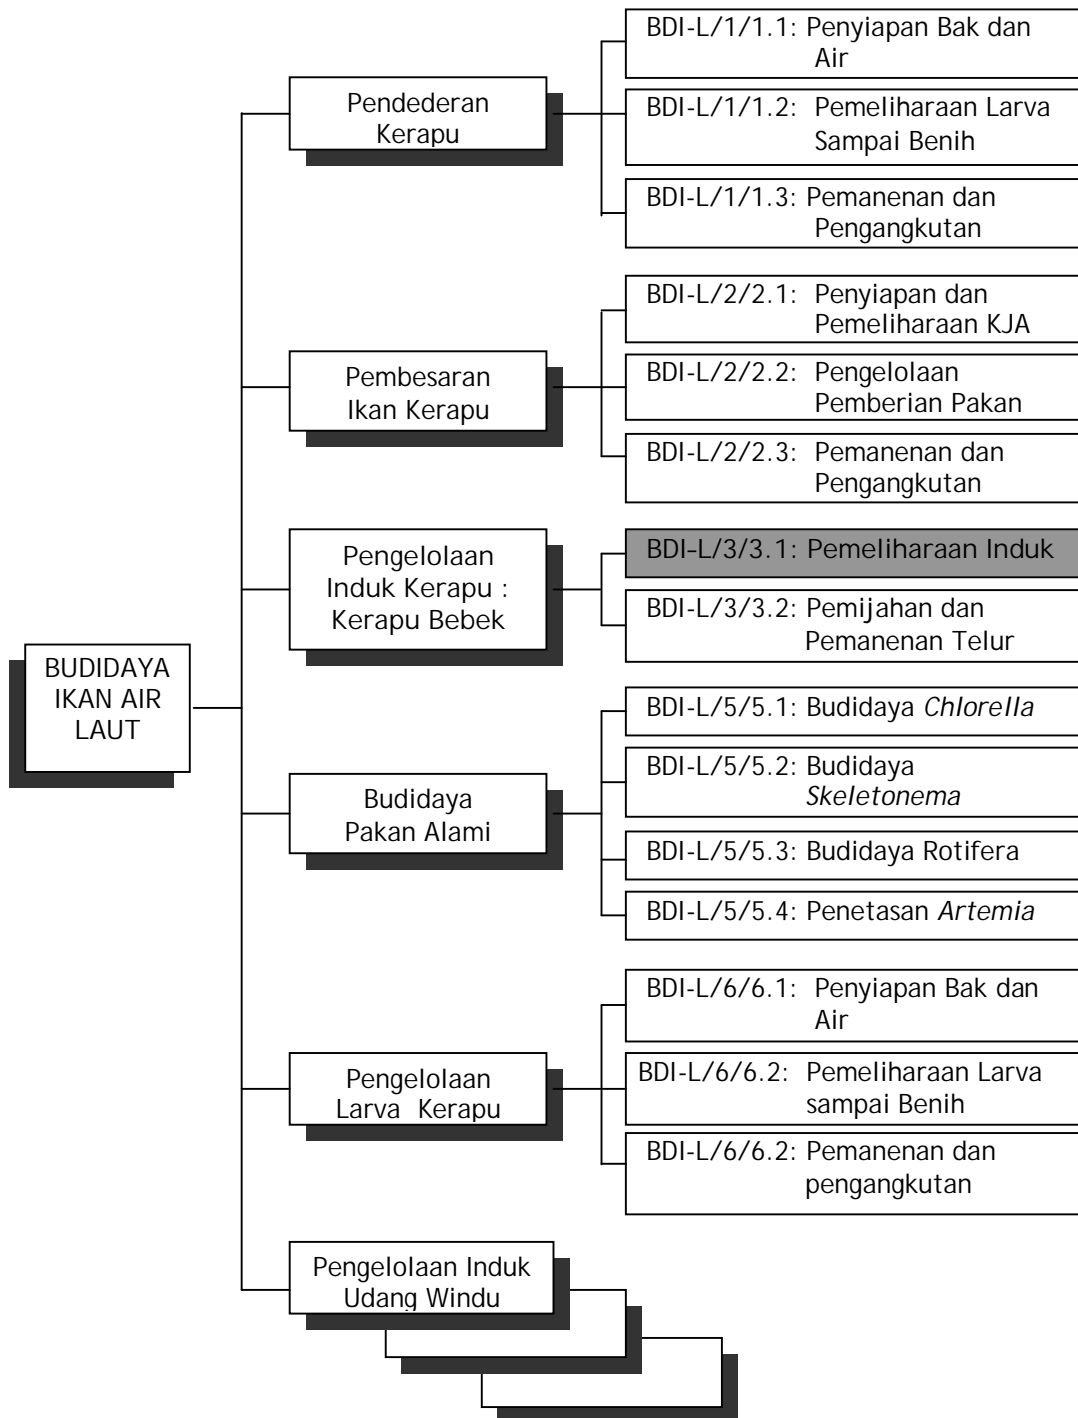 BUDIDAYA
IKAN AIR
LAUT
Pendederan
Kerapu
BDI-L/1/1.1: Penyiapan Bak dan
Air
BDI-L/1/1.2: Pemeliharaan Larva
Sampai Benih
BDI-L/1/1.3: Pemanenan dan
Pengangkutan
Pembesaran
Ikan Kerapu
BDI-L/2/2.1: Penyiapan dan
Pemeliharaan KJA
BDI-L/2/2.2: Pengelolaan
Pemberian Pakan
BDI-L/2/2.3: Pemanenan dan
Pengangkutan
Pengelolaan
Induk Kerapu :
Kerapu Bebek
BDI-L/3/3.1: Pemeliharaan Induk
BDI-L/3/3.2: Pemijahan dan
Pemanenan Telur
Budidaya
Pakan Alami
BDI-L/5/5.1: Budidaya Chlorella
BDI-L/5/5.2: Budidaya
Skeletonema
BDI-L/5/5.3: Budidaya Rotifera
BDI-L/5/5.4: Penetasan Artemia
Pengelolaan
Larva Kerapu
BDI-L/6/6.1: Penyiapan Bak dan
Air
BDI-L/6/6.2: Pemeliharaan Larva
sampai Benih
BDI-L/6/6.2: Pemanenan dan
pengangkutan
Pengelolaan Induk
Udang Windu